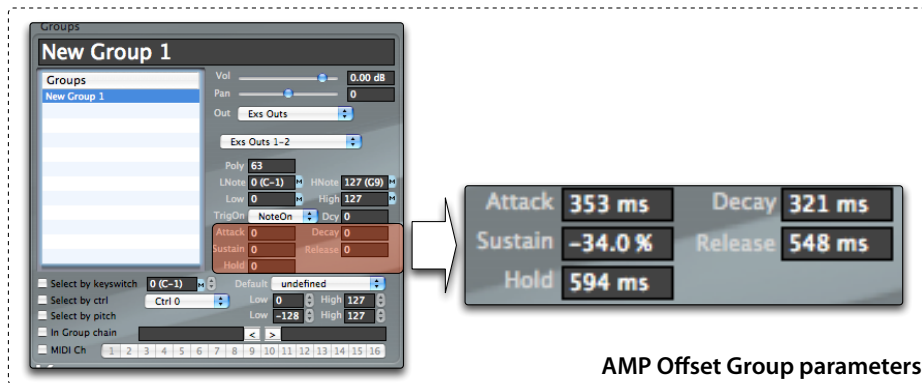 Groups
New Group 1
Groups
New Group 1
Vol 0.00 dB
Pan 0
Out Exs Outs
Exs Outs 1-2
Poly 63
LNote 0 (C-1) M HNote 127 (G9) M
Low 0 M High 127 M
TrigOn NoteOn Dcy 0
Attack 0 Decay 0
Sustain 0 Release 0
Hold 0
Select by keyswitch 0 (C-1) M Default undefined
Select by ctrl Ctrl 0 Low 0 High 127
Select by pitch Low -128 High 127
In Group chain < >
MIDI Ch 1 2 3 4 5 6 7 8 9 10 11 12 13 14 15 16
Attack 353 ms Decay 321 ms
Sustain -34.0 % Release 548 ms
Hold 594 ms
AMP Offset Group parameters